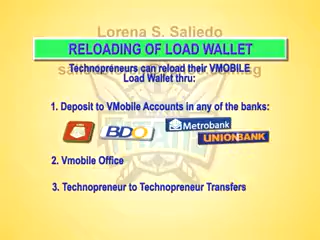 Lorena S. Saliedo
RELOADING OF LOAD WALLET
Technopreneurs can reload their VMOBILE
Load Wallet thru:
1. Deposit to VMobile Accounts in any of the banks:
BDO
Metrobank
UNIONBANK
2. Vmobile Office
3. Technopreneur to Technopreneur Transfers